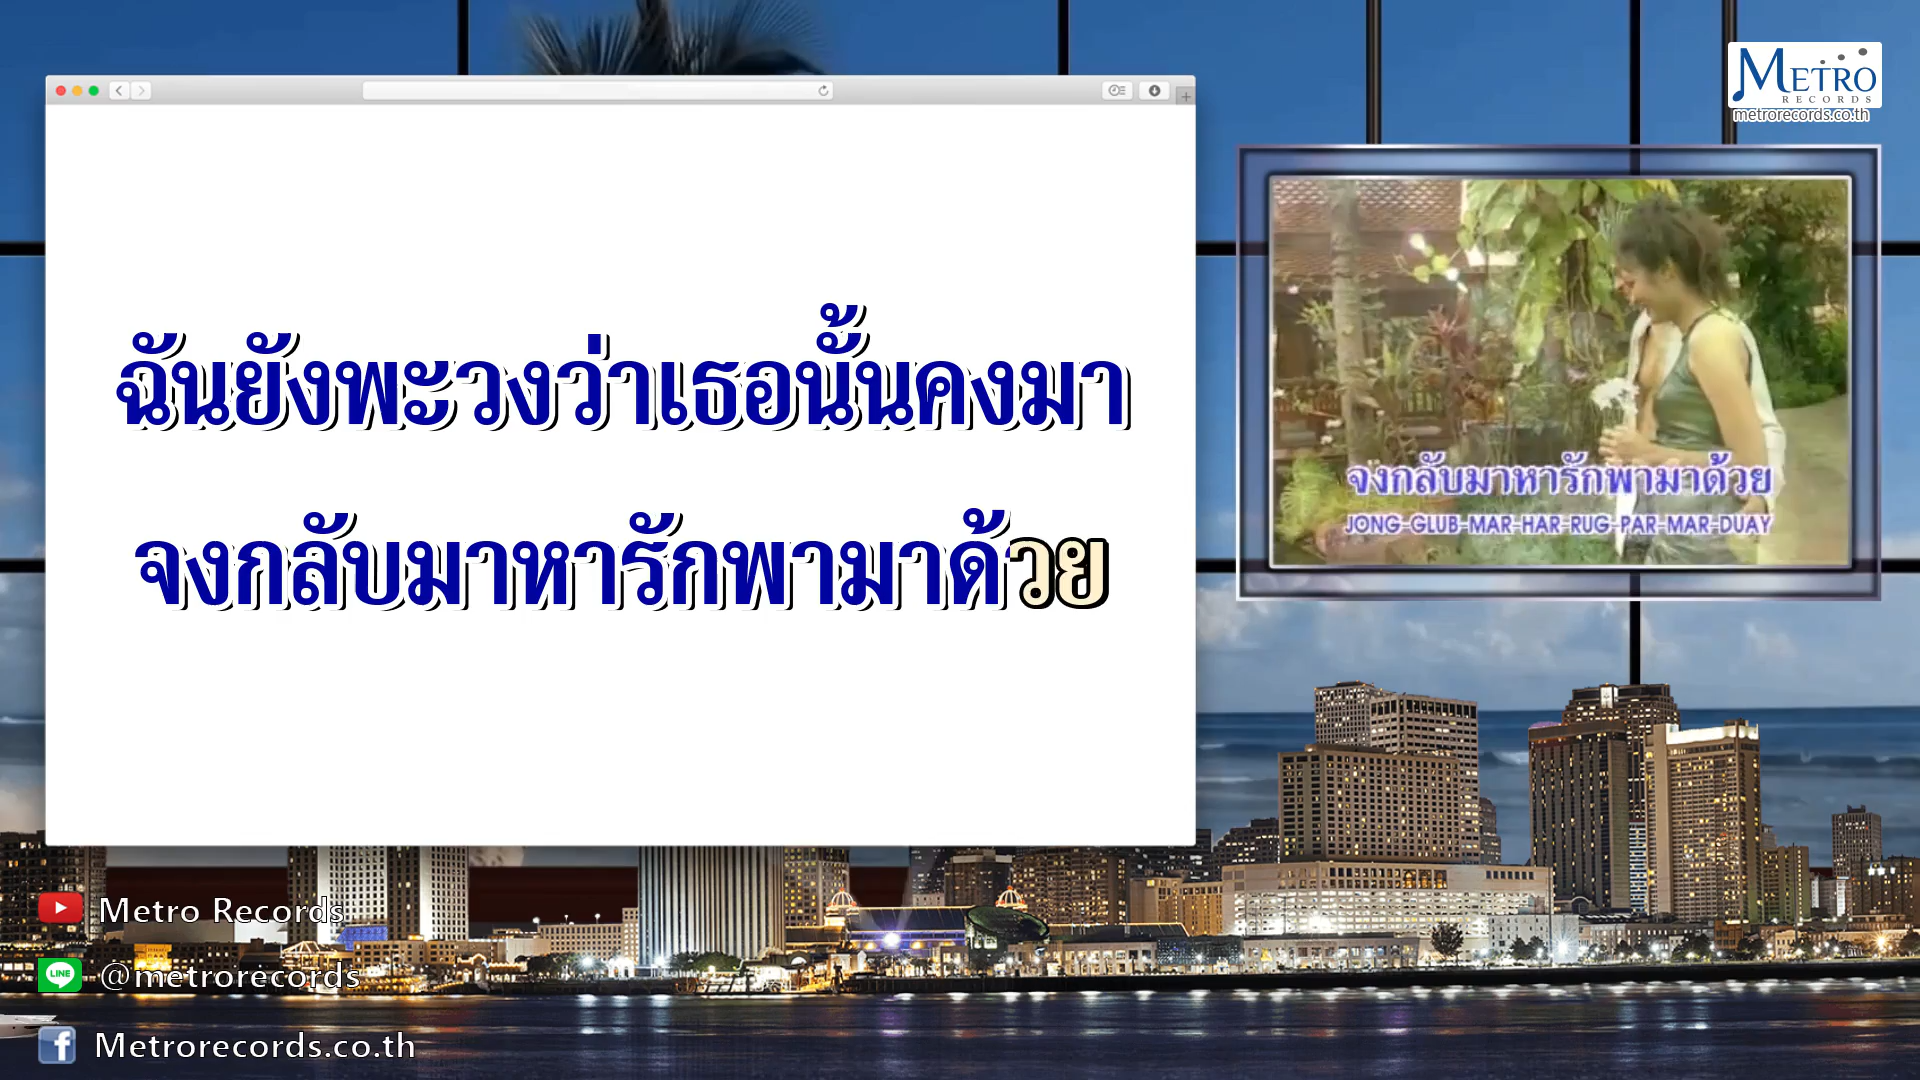 METRO
RECORDS
metrorecords.co.th
ฉันยังพะวงว่าเธอนั้นคงมา
จงกลับมาหารักพามาด้วย
จงกลับมาหารักพามาด้วย
JONG-GLUB-MAR-HAR-RUG-PAR-MAR-DUAY
Metro Records
LINE
@metrorecords
f
Metrorecords.co.th